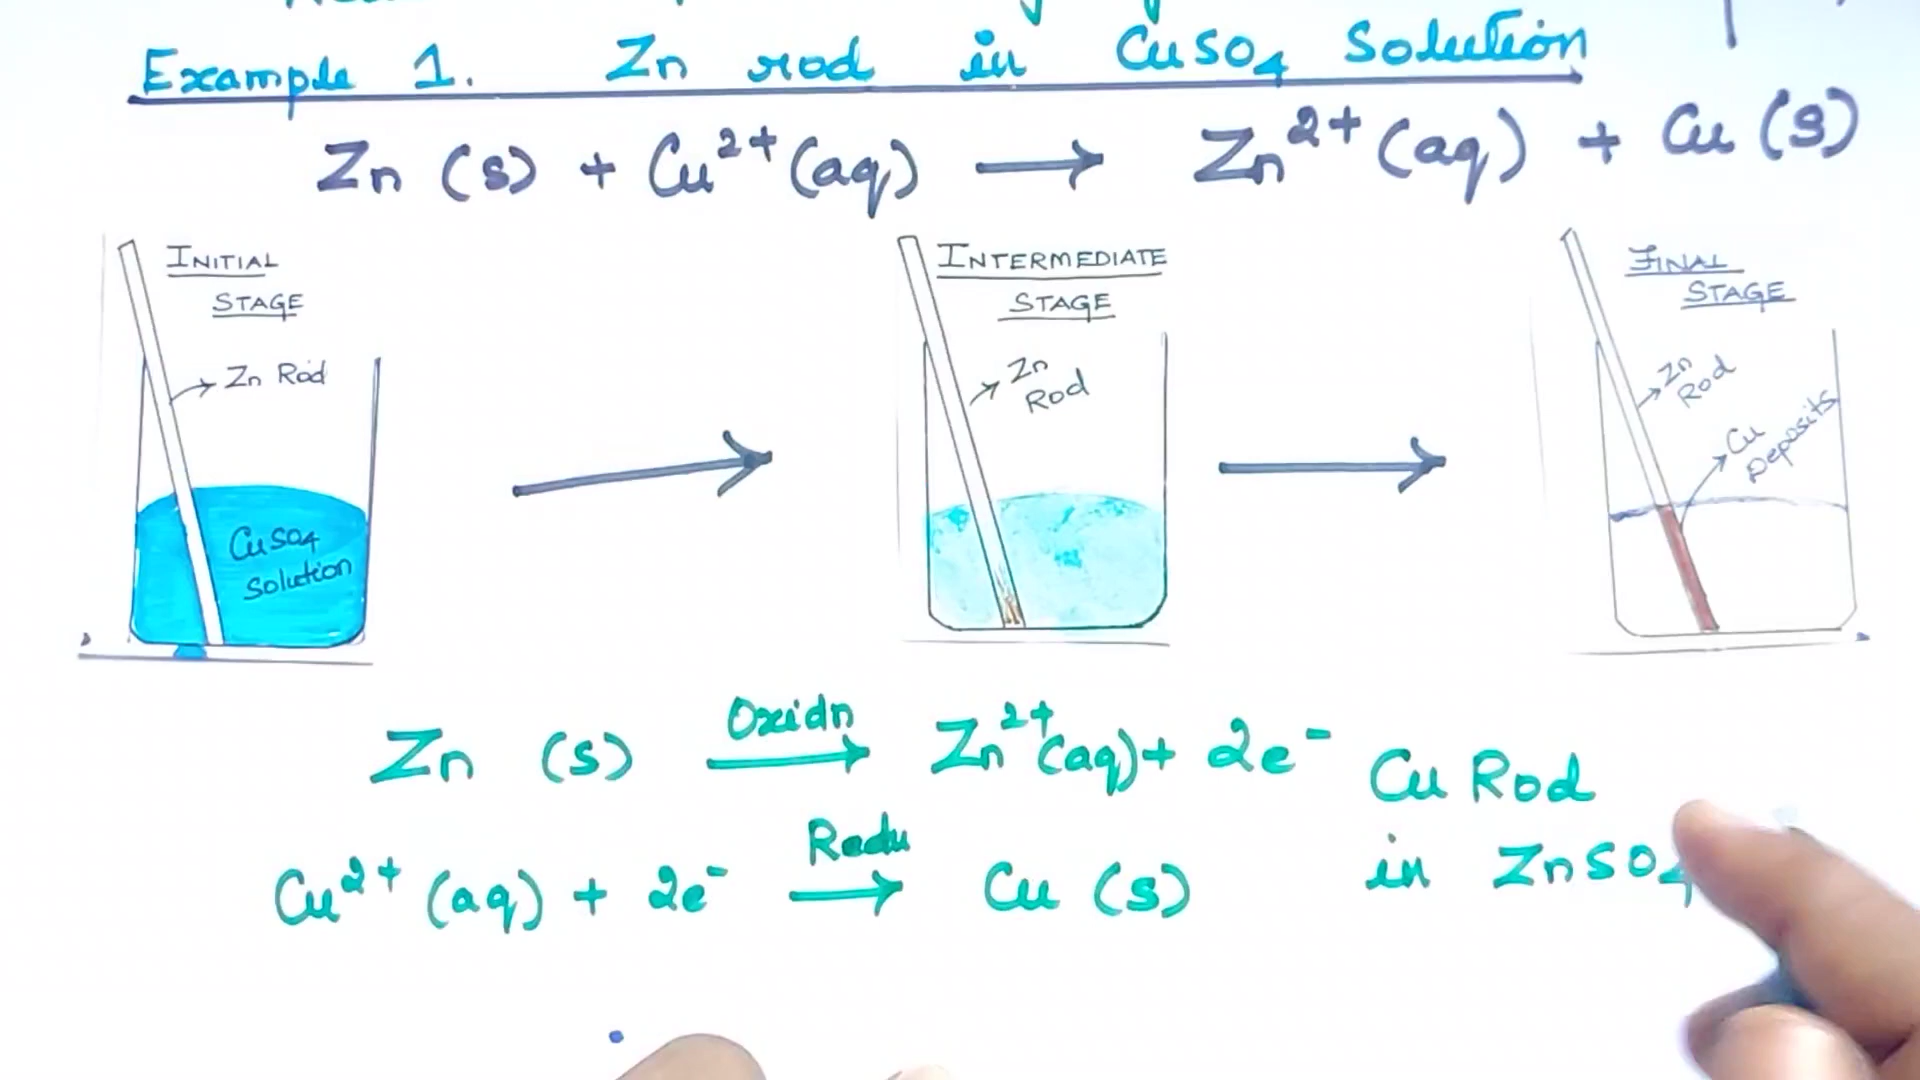 Example 1. Zn rod in CuSO4 Solution
Zn (s) + Cu²⁺ (aq) → Zn²⁺ (aq) + Cu (s)
INITIAL
STAGE
Zn Rod
CuSO4
Solution
INTERMEDIATE
STAGE
Zn
Rod
FINAL
STAGE
Zn
Rod
Cu
Deposits
Zn (s) Oxidn → Zn²⁺(aq) + 2e⁻
Cu²⁺ (aq) + 2e⁻ Redu → Cu (s)
Cu Rod
in ZnSO4